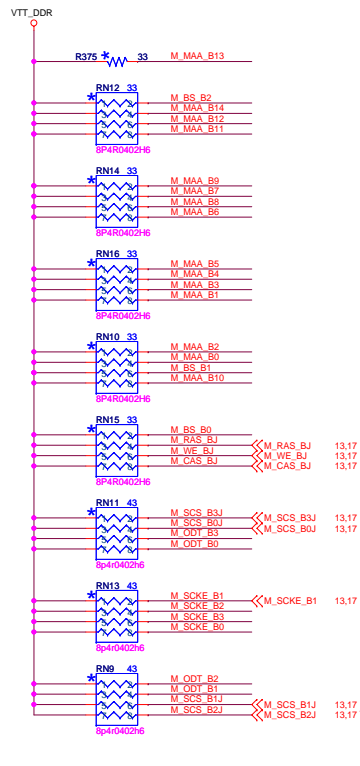 VTT_DDR
R375 * 33 M_MAA_B13
RN12 33
* M_BS_B2
M_MAA_B14
M_MAA_B12
M_MAA_B11
8P4R0402H6
RN14 33
* M_MAA_B9
M_MAA_B7
M_MAA_B8
M_MAA_B6
8P4R0402H6
RN16 33
* M_MAA_B5
M_MAA_B4
M_MAA_B3
M_MAA_B1
8P4R0402H6
RN10 33
* M_MAA_B2
M_MAA_B0
M_BS_B1
M_MAA_B10
8P4R0402H6
RN15 33
* M_BS_B0
M_RAS_BJ M_RAS_BJ 13,17
M_WE_BJ M_WE_BJ 13,17
M_CAS_BJ M_CAS_BJ 13,17
8P4R0402H6
RN11 43
* M_SCS_B3J M_SCS_B3J 13,17
M_SCS_B0J M_SCS_B0J 13,17
M_ODT_B3
M_ODT_B0
8p4r0402h6
RN13 43
* M_SCKE_B1 M_SCKE_B1 13,17
M_SCKE_B2
M_SCKE_B3
M_SCKE_B0
8p4r0402h6
RN9 43
* M_ODT_B2
M_ODT_B1
M_SCS_B1J M_SCS_B1J 13,17
M_SCS_B2J M_SCS_B2J 13,17
8p4r0402h6